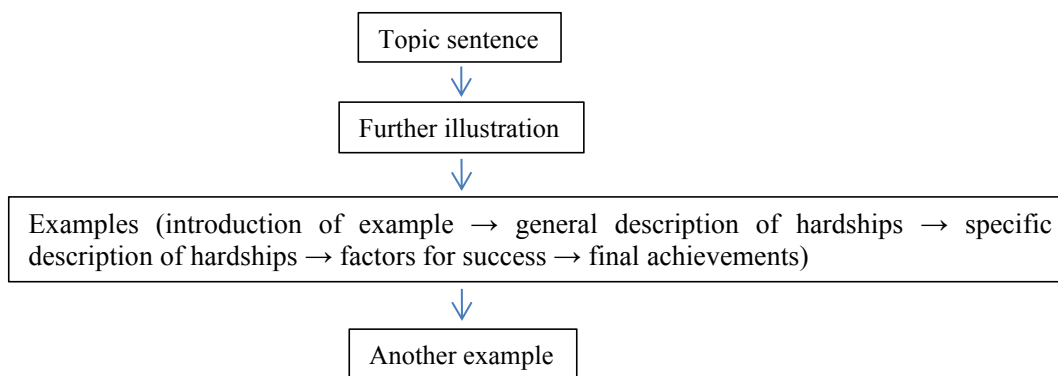 Topic sentence
Further illustration
Examples (introduction of example → general description of hardships → specific
description of hardships → factors for success → final achievements)
Another example